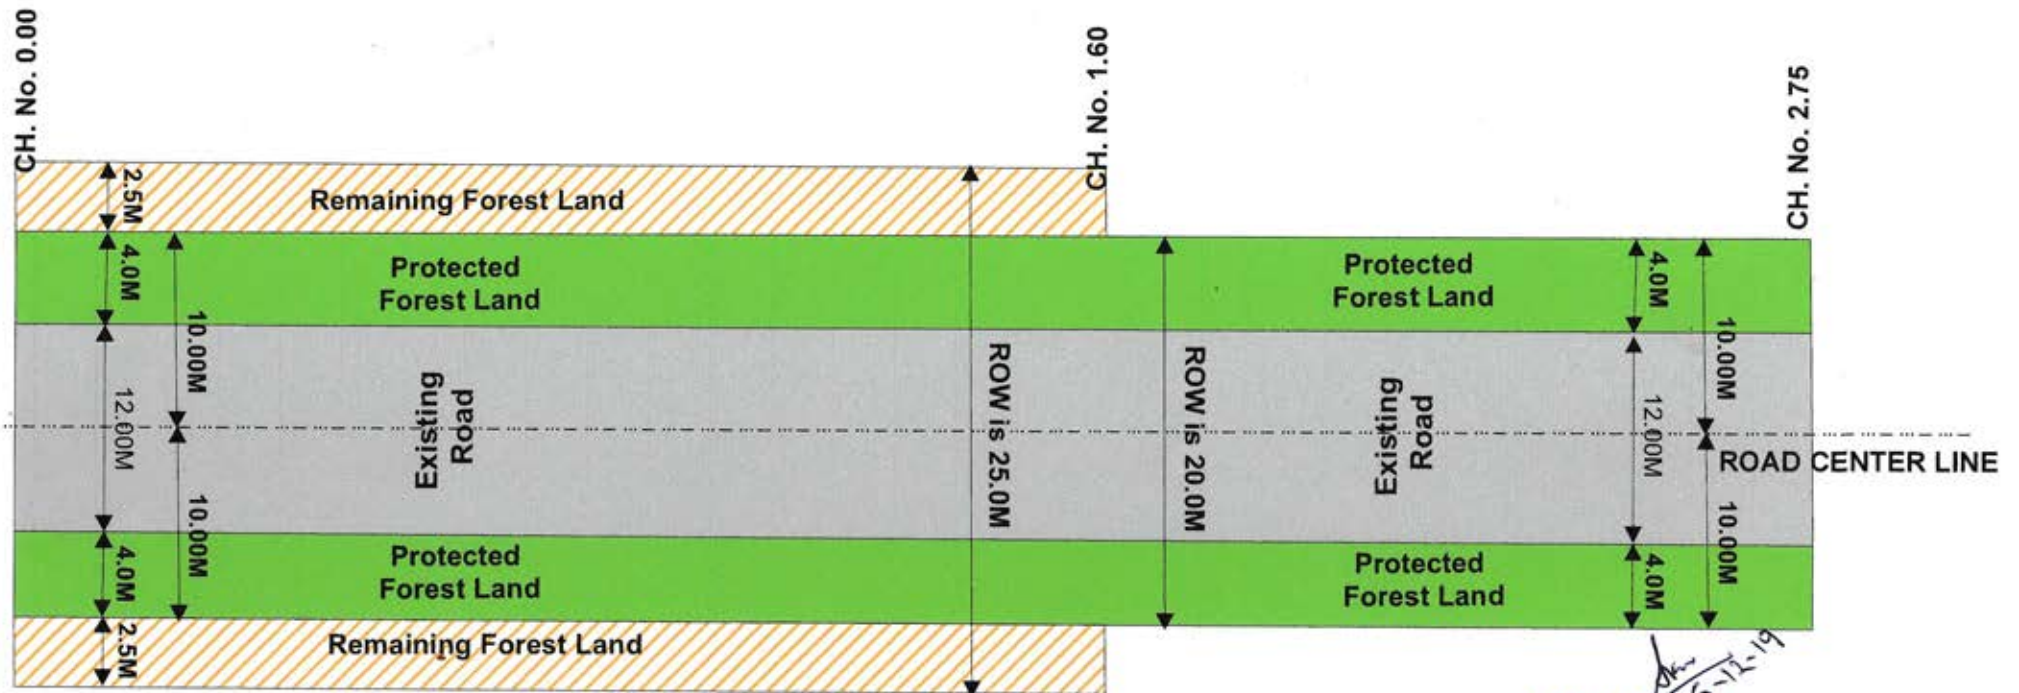 CH. No. 0.00
CH. No. 1.60
CH. No. 2.75
2.5M
Remaining Forest Land
4.0M
Protected
Forest Land
Protected
Forest Land
4.0M
10.00M
10.00M
12.00M
Existing
Road
ROW is 25.0M
ROW is 20.0M
Existing
Road
12.00M
ROAD CENTER LINE
10.00M
10.00M
4.0M
Protected
Forest Land
Protected
Forest Land
4.0M
2.5M
Remaining Forest Land